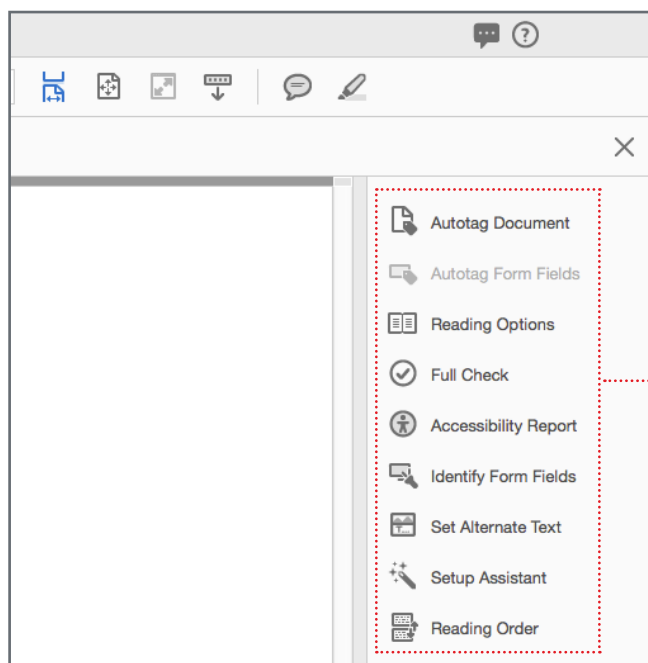 Autotag Document
Autotag Form Fields
Reading Options
Full Check
Accessibility Report
Identify Form Fields
Set Alternate Text
Setup Assistant
Reading Order